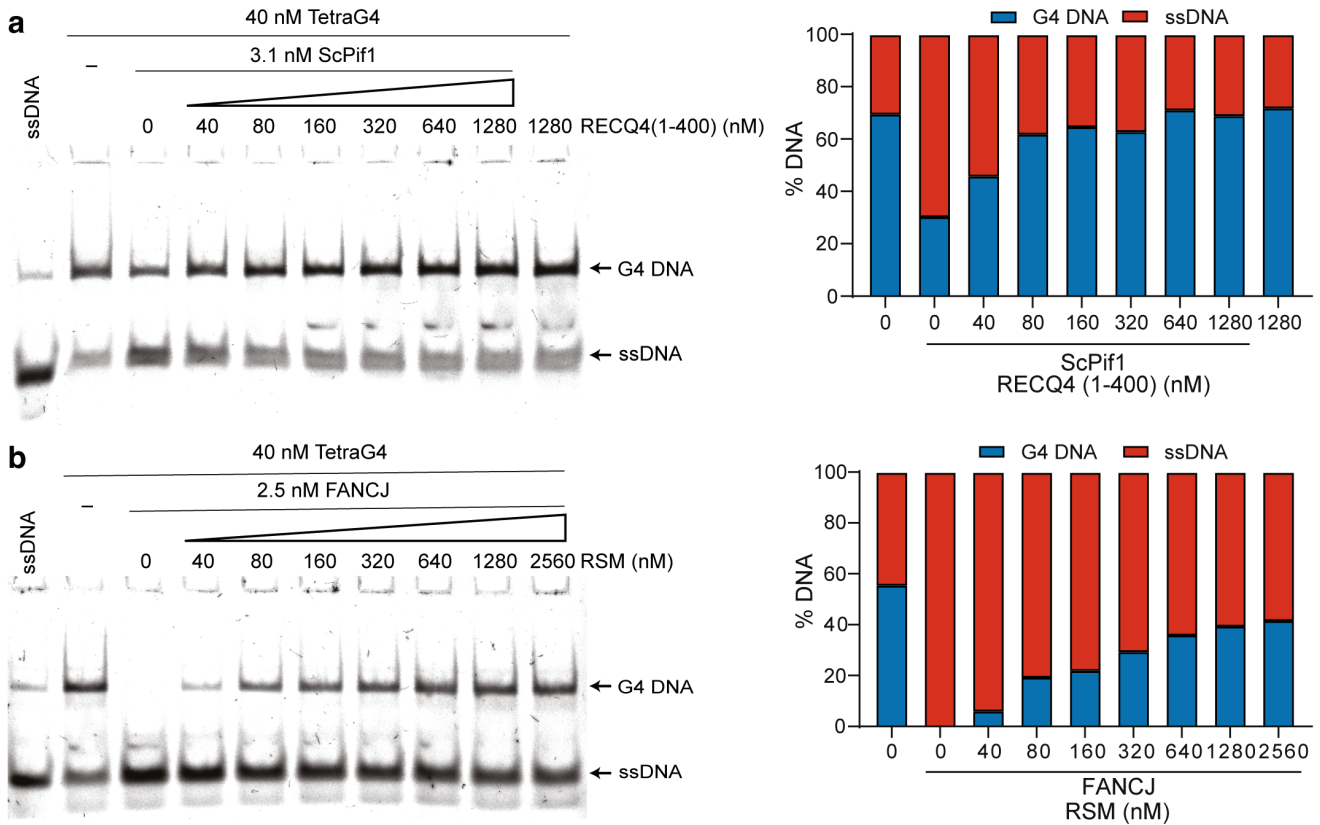 a
40 nM TetraG4
3.1 nM ScPif1
ssDNA
–
0 40 80 160 320 640 1280 1280 RECQ4(1-400) (nM)
G4 DNA
ssDNA
G4 DNA ssDNA
% DNA
100
80
60
40
20
0
0 0 40 80 160 320 640 1280 1280
ScPif1
RECQ4 (1-400) (nM)
b
40 nM TetraG4
2.5 nM FANCJ
ssDNA
–
0 40 80 160 320 640 1280 2560 RSM (nM)
G4 DNA
ssDNA
G4 DNA ssDNA
% DNA
100
80
60
40
20
0
0 0 40 80 160 320 640 1280 2560
FANCJ
RSM (nM)